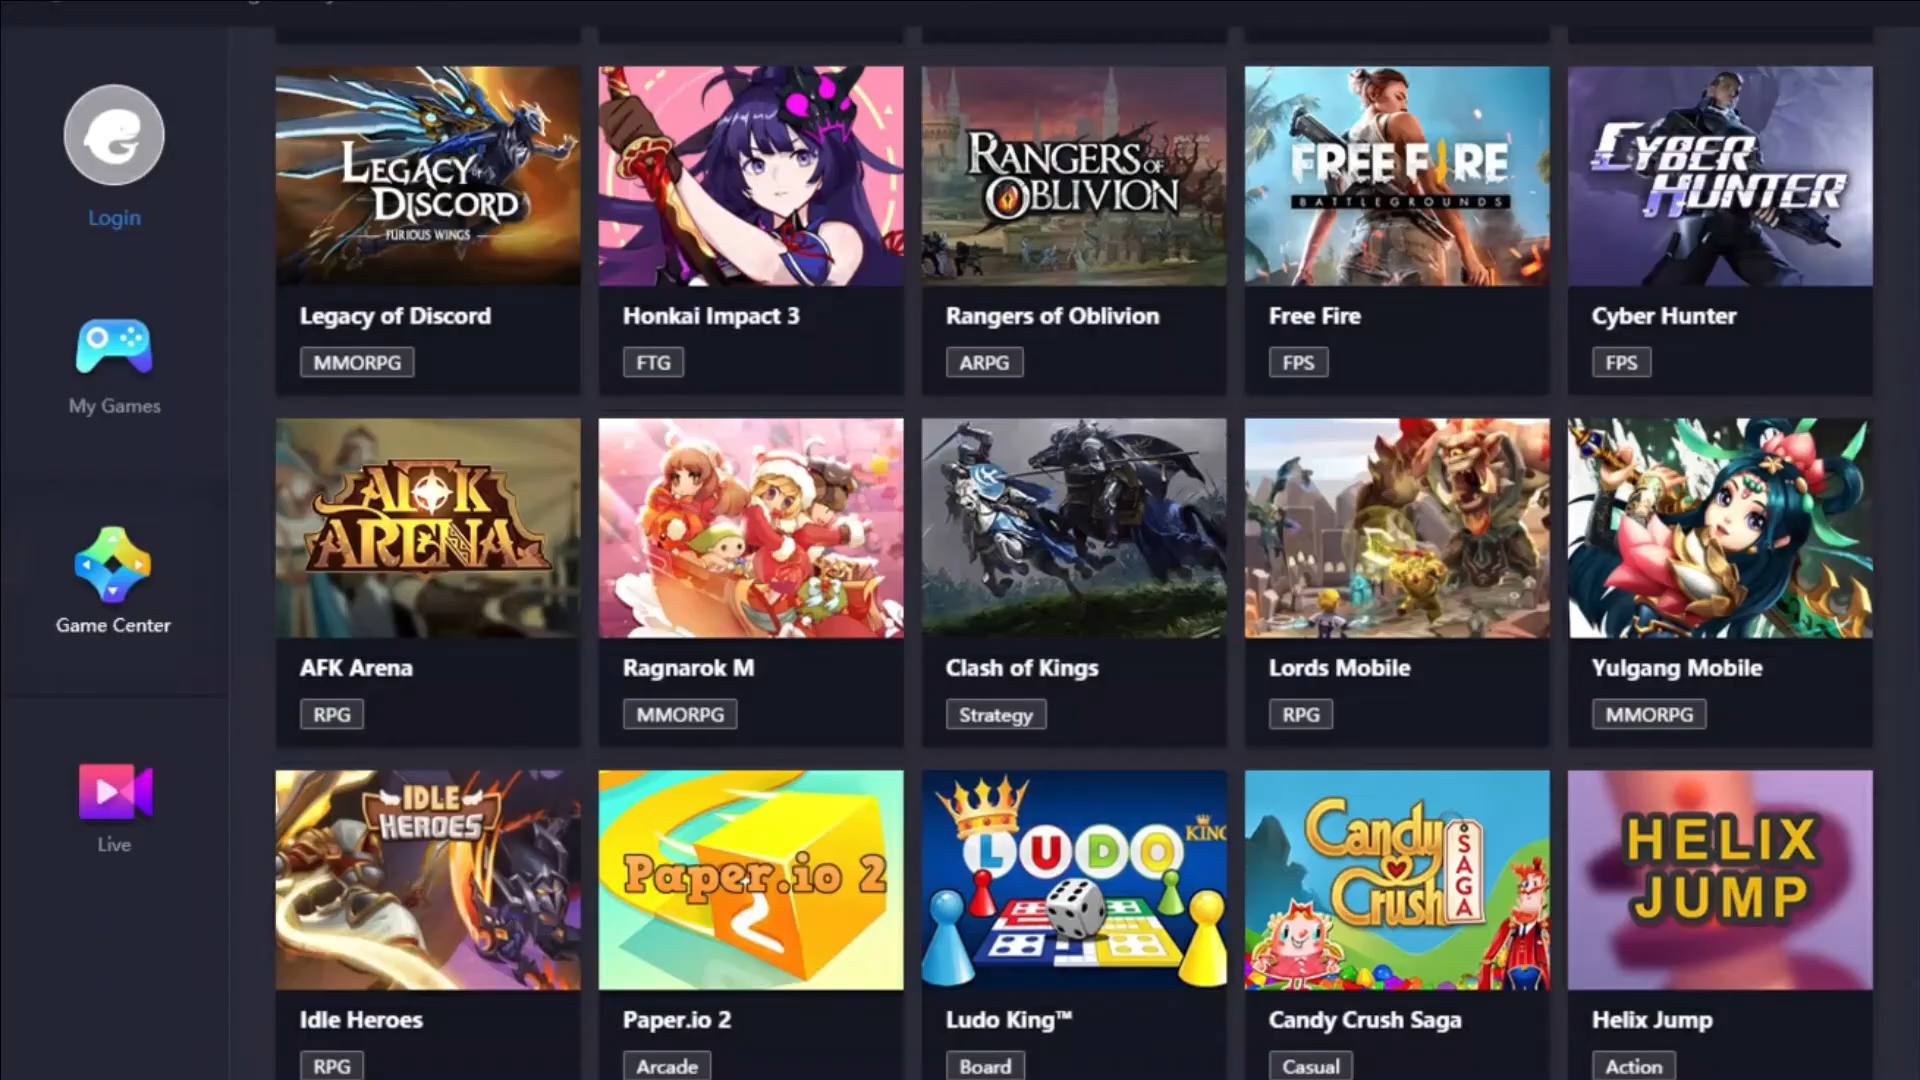 Login
My Games
Game Center
Live
LEGACY OF DISCORD
FURIOUS WINGS
Legacy of Discord
MMORPG
Honkai Impact 3
FTG
RANGERS OF OBLIVION
Rangers of Oblivion
ARPG
FREE FIRE
BATTLEGROUNDS
Free Fire
FPS
CYBER HUNTER
Cyber Hunter
FPS
AFK ARENA
AFK Arena
RPG
Ragnarok M
MMORPG
Clash of Kings
Strategy
Lords Mobile
RPG
Yulgang Mobile
MMORPG
IDLE HEROES
Idle Heroes
RPG
Paper.io 2
2
Paper.io 2
Arcade
LUDO KING
Ludo King™
Board
Candy Crush SAGA
Candy Crush Saga
Casual
HELIX JUMP
Helix Jump
Action